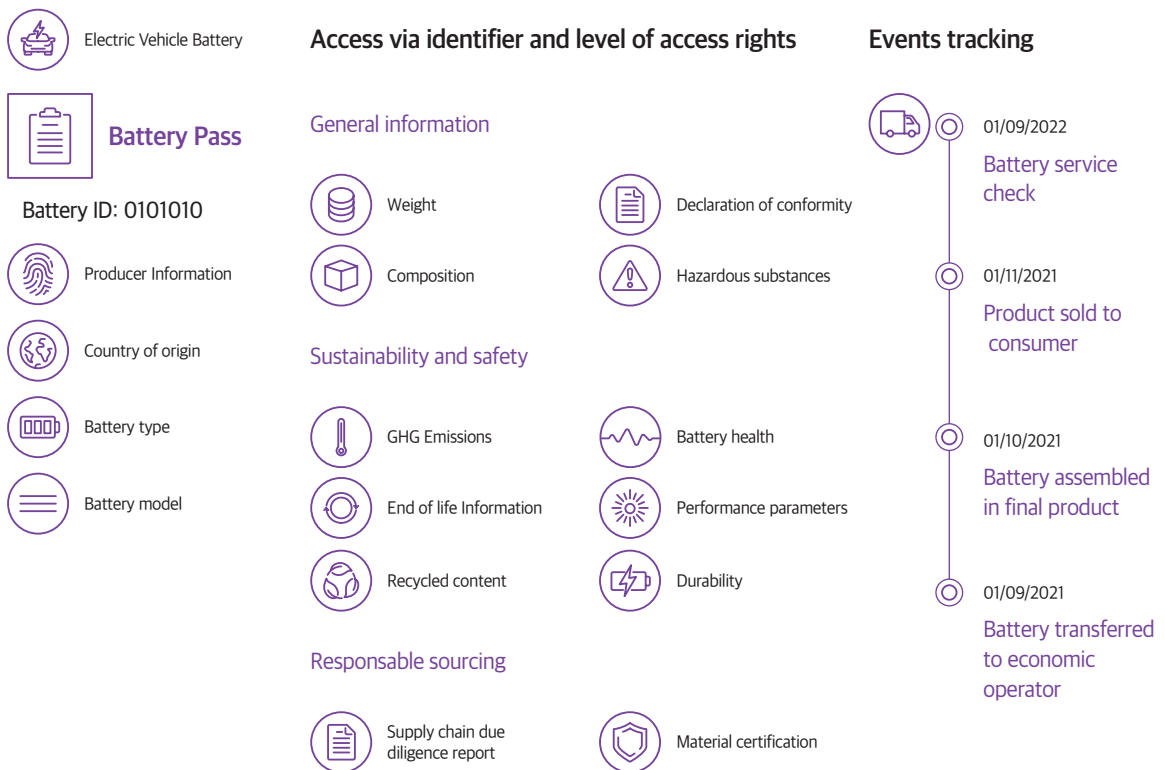 Electric Vehicle Battery
Battery Pass
Battery ID: 0101010
Producer Information
Country of origin
Battery type
Battery model
Access via identifier and level of access rights
General information
Weight
Declaration of conformity
Composition
Hazardous substances
Sustainability and safety
GHG Emissions
Battery health
End of life Information
Performance parameters
Recycled content
Durability
Responsable sourcing
Supply chain due
diligence report
Material certification
Events tracking
01/09/2022
Battery service
check
01/11/2021
Product sold to
consumer
01/10/2021
Battery assembled
in final product
01/09/2021
Battery transferred
to economic
operator